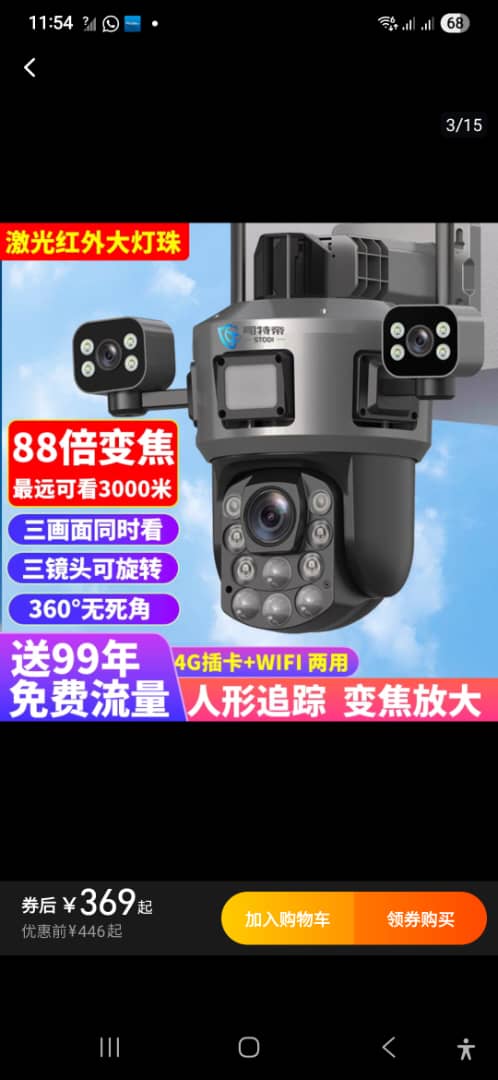 11:54
68
3/15
激光红外大灯珠
司特帝
STODI
88倍变焦
最远可看3000米
三画面同时看
三镜头可旋转
360°无死角
送99年
免费流量
4G插卡+WIFI 两用
人形追踪 变焦放大
券后 ¥369起
优惠前¥446起
加入购物车
领券购买